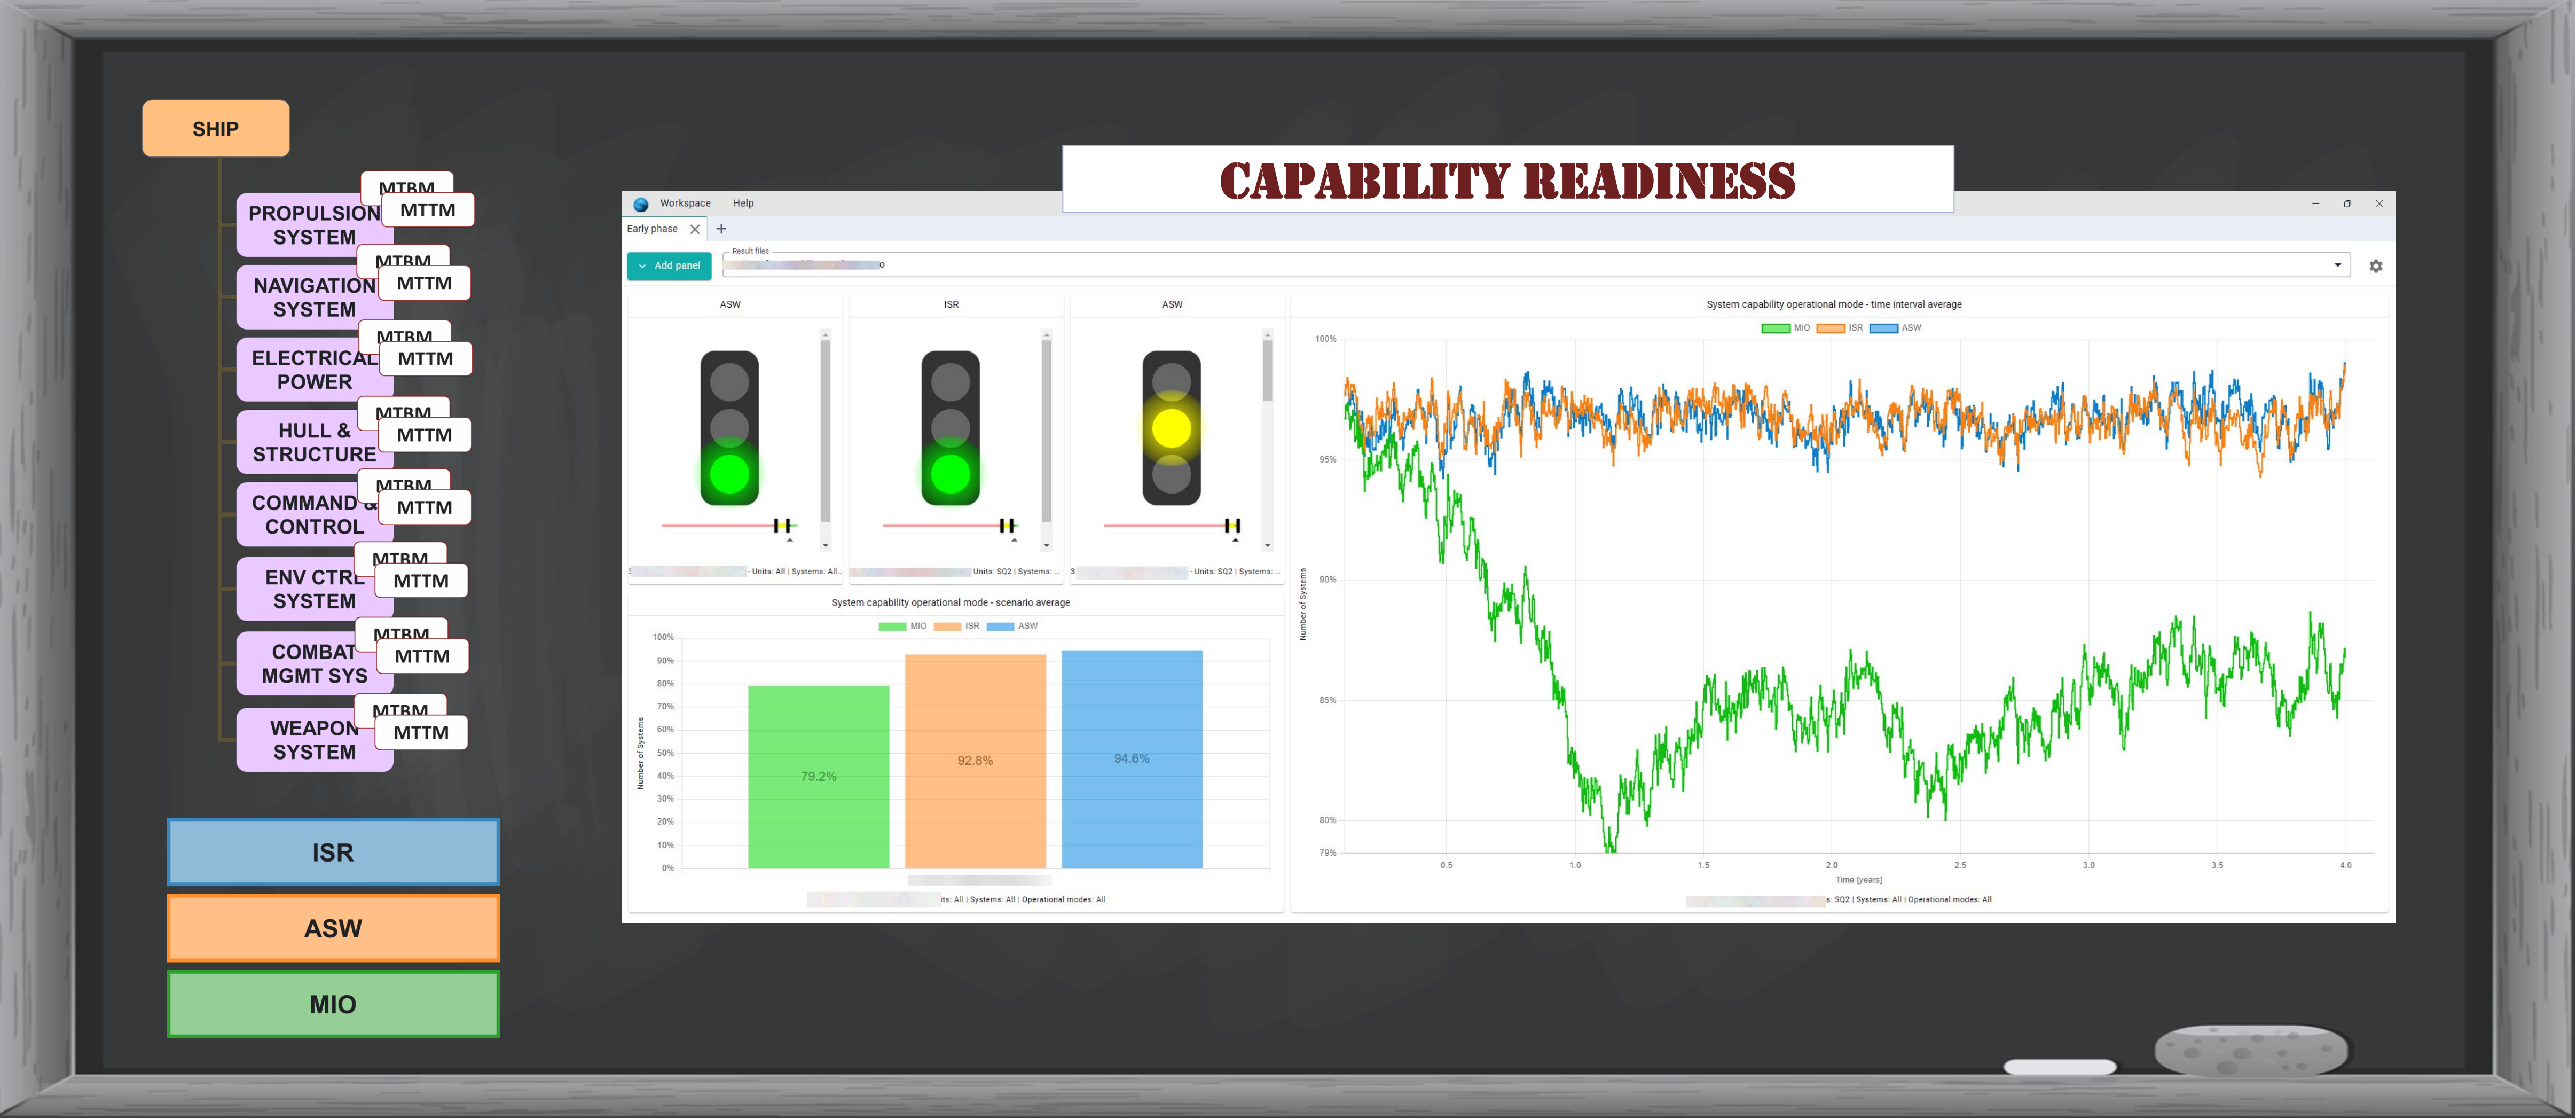 SHIP
MTBM
MTTM
PROPULSION
SYSTEM
MTBM
MTTM
NAVIGATION
SYSTEM
MTBM
MTTM
ELECTRICAL
POWER
MTBM
MTTM
HULL &
STRUCTURE
MTBM
MTTM
COMMAND &
CONTROL
MTBM
MTTM
ENV CTRL
SYSTEM
MTBM
MTTM
COMBAT
MGMT SYS
MTBM
MTTM
WEAPON
SYSTEM
ISR
ASW
MIO
CAPABILITY READINESS
Workspace Help
Early phase
Add panel
Result files
ASW
ISR
ASW
- Units: All | Systems: All...
Units: SQ2 | Systems: ...
3
- Units: SQ2 | Systems: ...
System capability operational mode - scenario average
MIO ISR ASW
Number of Systems
100%
90%
80%
70%
60%
50%
40%
30%
20%
10%
0%
79.2%
92.8%
94.6%
its: All | Systems: All | Operational modes: All
System capability operational mode - time interval average
MIO ISR ASW
Number of Systems
100%
95%
90%
85%
80%
79%
0.5 1.0 1.5 2.0 2.5 3.0 3.5 4.0
Time [years]
s: SQ2 | Systems: All | Operational modes: All